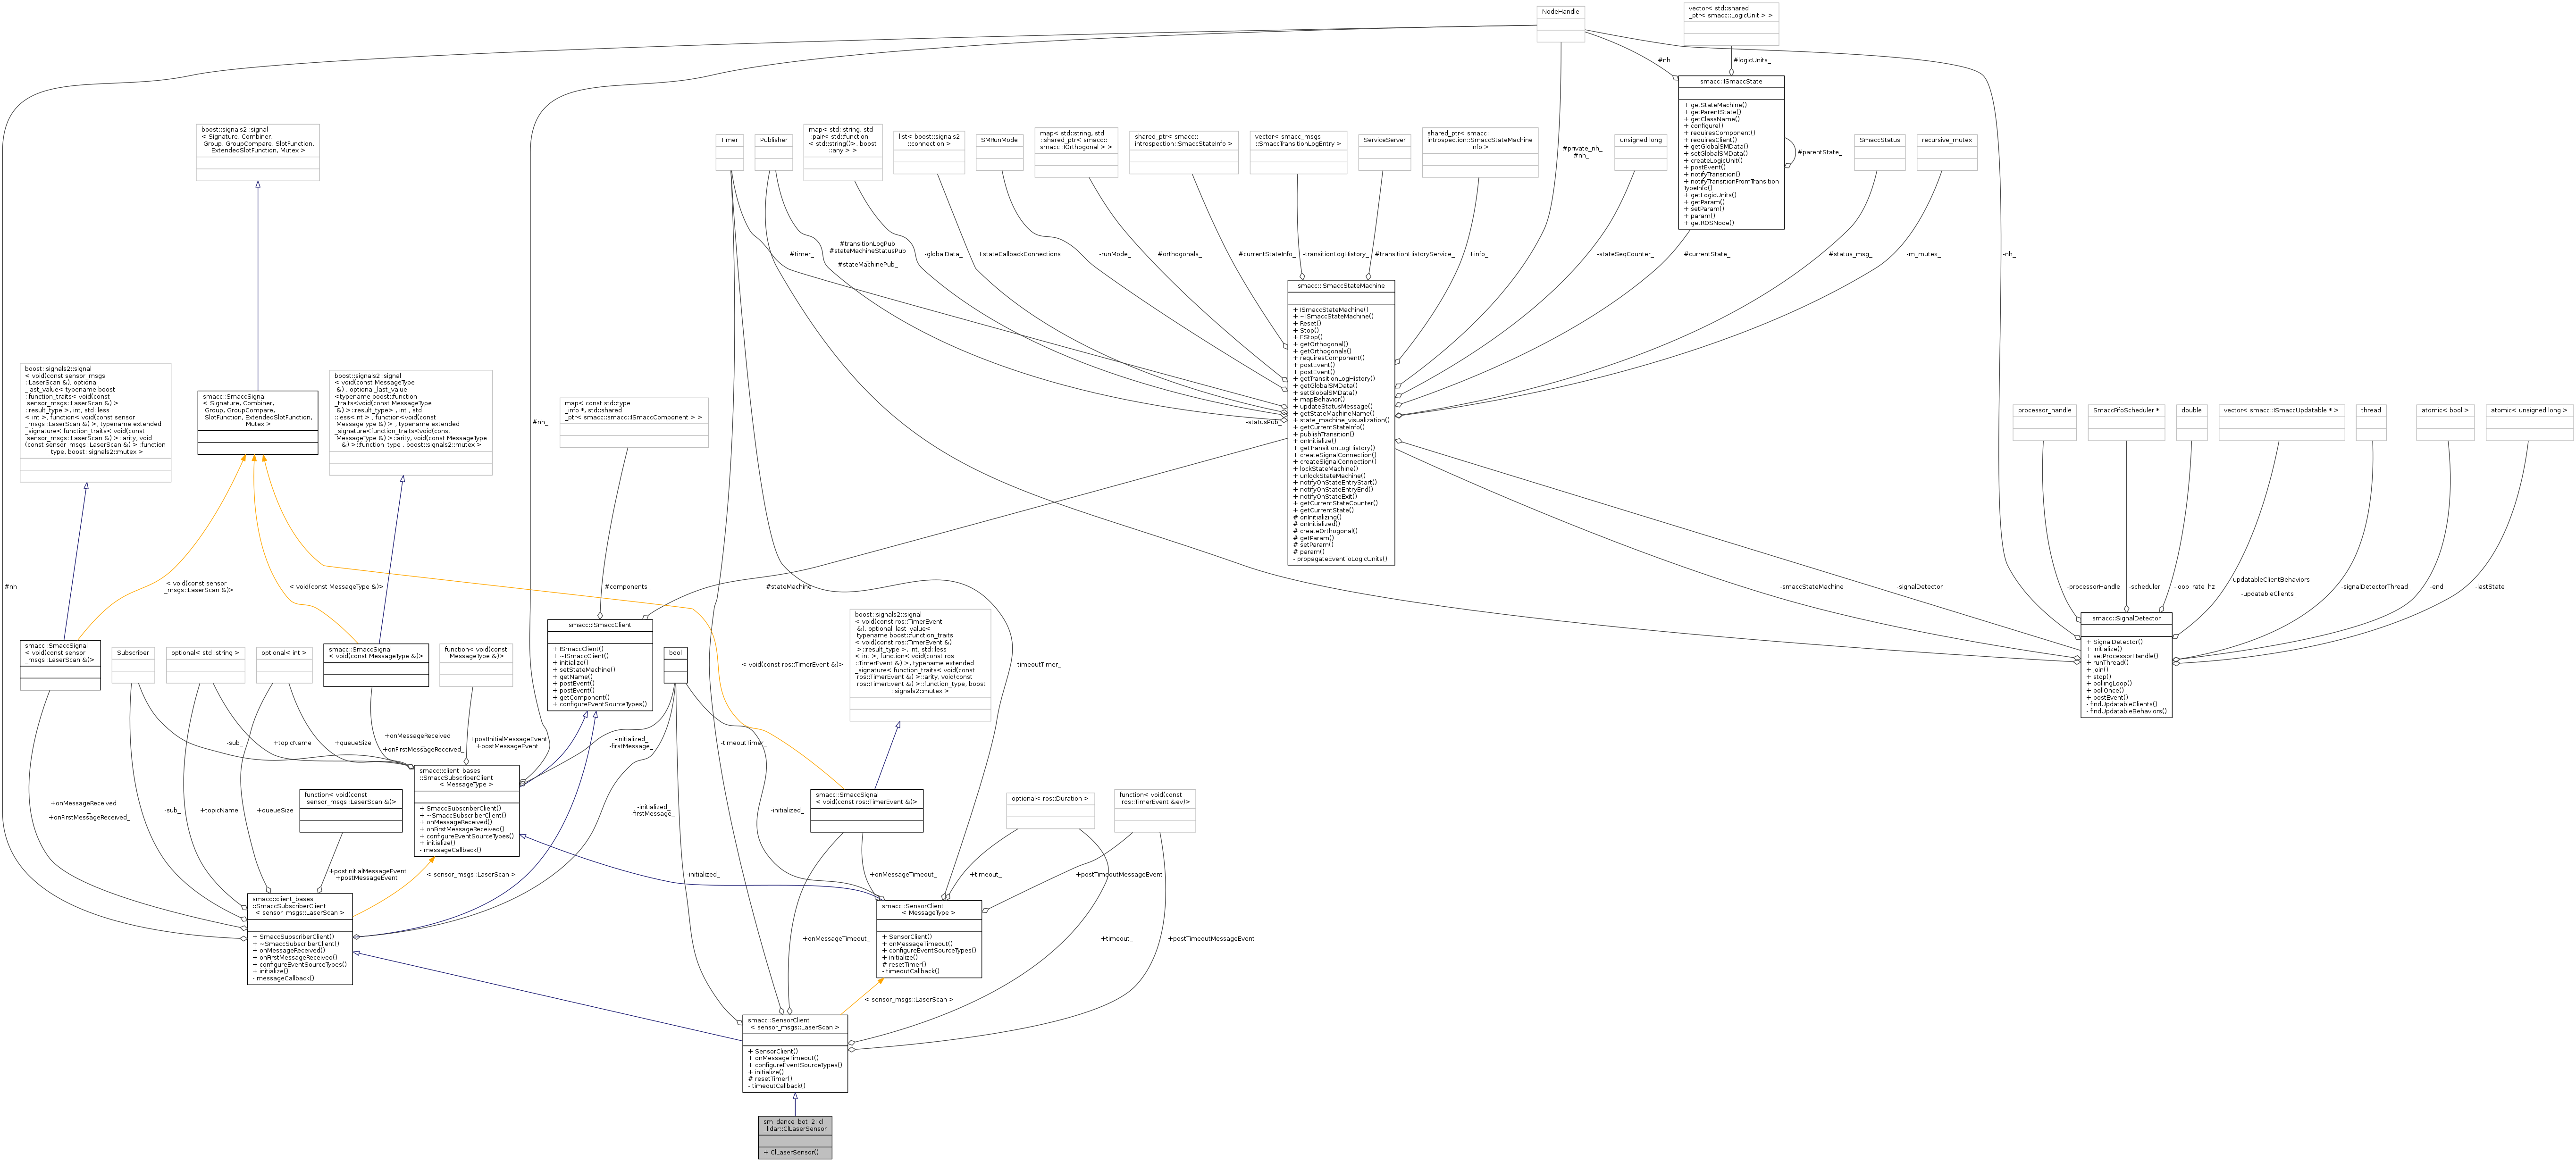 NodeHandle
vector< std::shared
_ptr< smacc::LogicUnit > >
#nh
#logicUnits_
smacc::ISmaccState
+ getStateMachine()
+ getParentState()
+ getClassName()
+ configure()
+ requiresComponent()
+ requiresClient()
+ getGlobalSMData()
+ setGlobalSMData()
+ createLogicUnit()
+ postEvent()
+ notifyTransition()
+ notifyTransitionFromTransition
TypeInfo()
+ getLogicUnits()
+ getParam()
+ setParam()
+ param()
+ getROSNode()
#parentState_
boost::signals2::signal
< Signature, Combiner,
Group, GroupCompare, SlotFunction,
ExtendedSlotFunction, Mutex >
Timer
Publisher
map< std::string, std
::pair< std::function
< std::string()>, boost
::any > >
list< boost::signals2
::connection >
SMRunMode
map< std::string, std
::shared_ptr< smacc::
smacc::IOrthogonal > >
shared_ptr< smacc::
introspection::SmaccStateInfo >
vector< smacc_msgs
::SmaccTransitionLogEntry >
ServiceServer
shared_ptr< smacc::
introspection::SmaccStateMachine
Info >
#private_nh_
#nh_
unsigned long
SmaccStatus
recursive_mutex
#timer_
#transitionLogPub_
#stateMachineStatusPub
_
#stateMachinePub_
-globalData_
+stateCallbackConnections
-runMode_
#orthogonals_
#currentStateInfo_
-transitionLogHistory_
#transitionHistoryService_
+info_
-stateSeqCounter_
#currentState_
#status_msg_
-m_mutex_
-nh_
smacc::ISmaccStateMachine
+ ISmaccStateMachine()
+ ~ISmaccStateMachine()
+ Reset()
+ Stop()
+ EStop()
+ getOrthogonal()
+ getOrthogonals()
+ requiresComponent()
+ postEvent()
+ postEvent()
+ getTransitionLogHistory()
+ getGlobalSMData()
+ setGlobalSMData()
+ mapBehavior()
+ updateStatusMessage()
+ getStateMachineName()
+ state_machine_visualization()
+ getCurrentStateInfo()
+ publishTransition()
+ onInitialize()
+ getTransitionLogHistory()
+ createSignalConnection()
+ createSignalConnection()
+ lockStateMachine()
+ unlockStateMachine()
+ notifyOnStateEntryStart()
+ notifyOnStateEntryEnd()
+ notifyOnStateExit()
+ getCurrentStateCounter()
+ getCurrentState()
# onInitializing()
# onInitialized()
# createOrthogonal()
# getParam()
# setParam()
# param()
- propagateEventToLogicUnits()
boost::signals2::signal
< void(const sensor_msgs
::LaserScan &), optional
_last_value< typename boost
::function_traits< void(const
sensor_msgs::LaserScan &) >
::result_type >, int, std::less
< int >, function< void(const sensor
_msgs::LaserScan &) >, typename extended
_signature< function_traits< void(const
sensor_msgs::LaserScan &) >::arity, void
(const sensor_msgs::LaserScan &) >::function
_type, boost::signals2::mutex >
smacc::SmaccSignal
< Signature, Combiner,
Group, GroupCompare,
SlotFunction, ExtendedSlotFunction,
Mutex >
boost::signals2::signal
< void(const MessageType
&) , optional_last_value
<typename boost::function
_traits<void(const MessageType
&) >::result_type> , int , std
::less<int > , function<void(const
MessageType &) > , typename extended
_signature<function_traits<void(const
MessageType &) >::arity, void(const MessageType
&) >::function_type , boost::signals2::mutex >
#nh_
map< const std::type
_info *, std::shared
_ptr< smacc::smacc::ISmaccComponent > >
-statusPub_
processor_handle
SmaccFifoScheduler *
double
vector< smacc::ISmaccUpdatable * >
thread
atomic< bool >
atomic< unsigned long >
#nh_
< void(const sensor
_msgs::LaserScan &)>
< void(const MessageType &)>
#components_
#stateMachine_
-smaccStateMachine_
-signalDetector_
-processorHandle_
-scheduler_
-loop_rate_hz
-updatableClientBehaviors
_
-updatableClients_
-signalDetectorThread_
-end_
-lastState_
smacc::SignalDetector
+ SignalDetector()
+ initialize()
+ setProcessorHandle()
+ runThread()
+ join()
+ stop()
+ pollingLoop()
+ pollOnce()
+ postEvent()
- findUpdatableClients()
- findUpdatableBehaviors()
smacc::SmaccSignal
< void(const sensor
_msgs::LaserScan &)>
Subscriber
optional< std::string >
optional< int >
smacc::SmaccSignal
< void(const MessageType &)>
function< void(const
MessageType &)>
smacc::ISmaccClient
+ ISmaccClient()
+ ~ISmaccClient()
+ initialize()
+ setStateMachine()
+ getName()
+ postEvent()
+ postEvent()
+ getComponent()
+ configureEventSourceTypes()
bool
< void(const ros::TimerEvent &)>
boost::signals2::signal
< void(const ros::TimerEvent
&), optional_last_value<
typename boost::function_traits
< void(const ros::TimerEvent &)
>::result_type >, int, std::less
< int >, function< void(const ros
::TimerEvent &) >, typename extended
_signature< function_traits< void(const
ros::TimerEvent &) >::arity, void(const
ros::TimerEvent &) >::function_type, boost
::signals2::mutex >
-timeoutTimer_
-sub_
+topicName
+queueSize
+onMessageReceived
_
+onFirstMessageReceived_
+postInitialMessageEvent
+postMessageEvent
-initialized_
-firstMessage_
-timeoutTimer_
smacc::client_bases
::SmaccSubscriberClient
< MessageType >
+ SmaccSubscriberClient()
+ ~SmaccSubscriberClient()
+ onMessageReceived()
+ onFirstMessageReceived()
+ configureEventSourceTypes()
+ initialize()
- messageCallback()
+onMessageReceived
_
+onFirstMessageReceived_
-sub_
+topicName
+queueSize
function< void(const
sensor_msgs::LaserScan &)>
-initialized_
-firstMessage_
-initialized_
smacc::SmaccSignal
< void(const ros::TimerEvent &)>
optional< ros::Duration >
function< void(const
ros::TimerEvent &ev)>
+postInitialMessageEvent
+postMessageEvent
< sensor_msgs::LaserScan >
-initialized_
+onMessageTimeout_
+timeout_
+postTimeoutMessageEvent
smacc::client_bases
::SmaccSubscriberClient
< sensor_msgs::LaserScan >
+ SmaccSubscriberClient()
+ ~SmaccSubscriberClient()
+ onMessageReceived()
+ onFirstMessageReceived()
+ configureEventSourceTypes()
+ initialize()
- messageCallback()
+onMessageTimeout_
smacc::SensorClient
< MessageType >
+ SensorClient()
+ onMessageTimeout()
+ configureEventSourceTypes()
+ initialize()
# resetTimer()
- timeoutCallback()
+timeout_
+postTimeoutMessageEvent
< sensor_msgs::LaserScan >
smacc::SensorClient
< sensor_msgs::LaserScan >
+ SensorClient()
+ onMessageTimeout()
+ configureEventSourceTypes()
+ initialize()
# resetTimer()
- timeoutCallback()
sm_dance_bot_2::cl
_lidar::ClLaserSensor
+ ClLaserSensor()